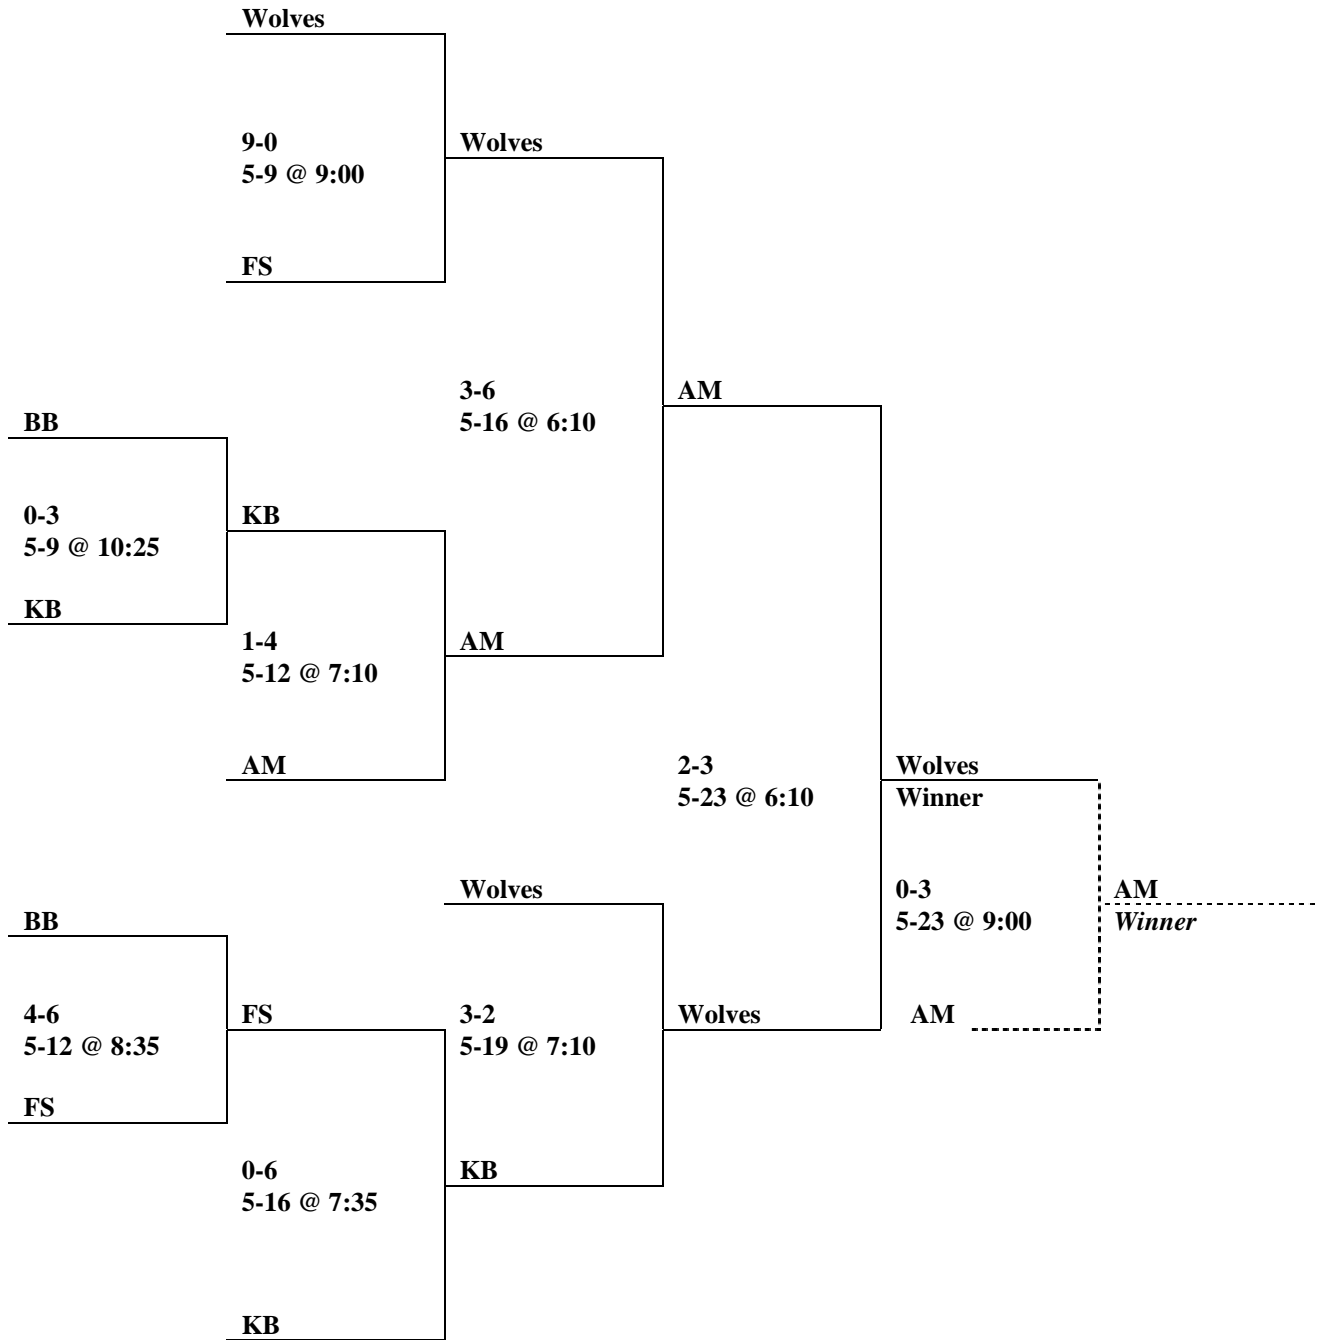 Wolves
9-0
5-9 @ 9:00
Wolves
FS
3-6
5-16 @ 6:10
AM
BB
0-3
5-9 @ 10:25
KB
KB
1-4
5-12 @ 7:10
AM
AM
2-3
5-23 @ 6:10
Wolves
Winner
Wolves
0-3
5-23 @ 9:00
AM
Winner
BB
4-6
5-12 @ 8:35
FS
3-2
5-19 @ 7:10
Wolves
AM
FS
0-6
5-16 @ 7:35
KB
KB